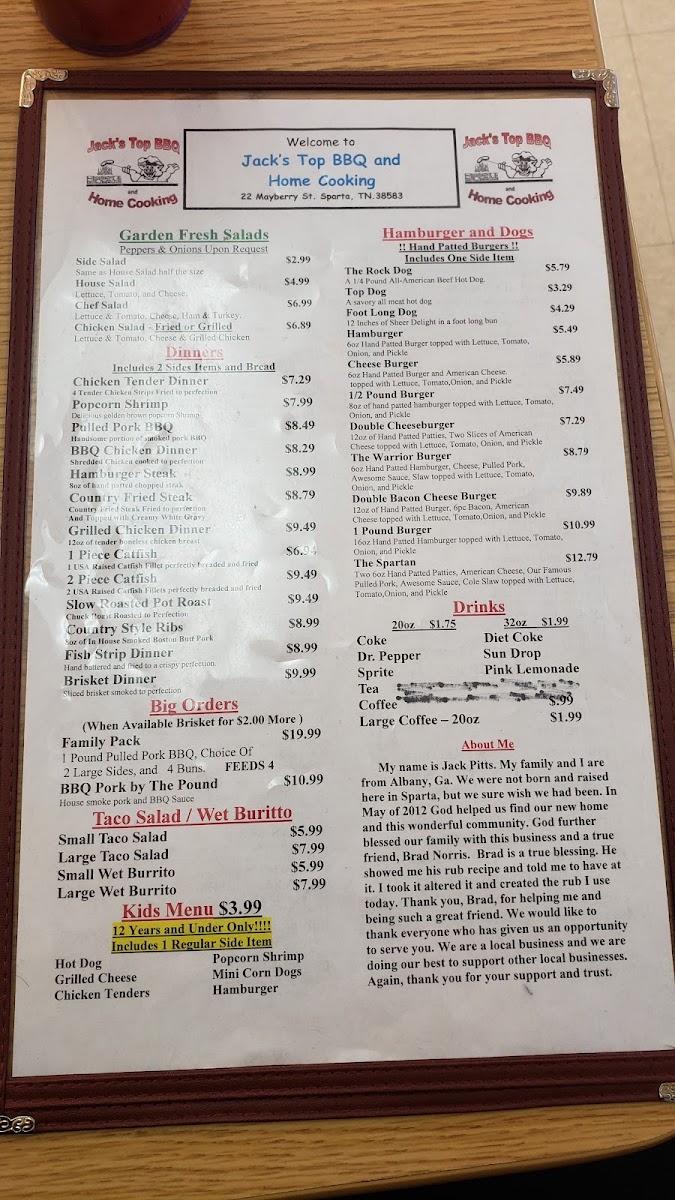 Jack's Top BBQ
and
Home Cooking
Welcome to
Jack's Top BBQ and
Home Cooking
22 Mayberry St. Sparta, TN.38583
Jack's Top BBQ
and
Home Cooking
Garden Fresh Salads
Peppers & Onions Upon Request
Side Salad $2.99
Same as House Salad half the size
House Salad $4.99
Lettuce, Tomato, and Cheese.
Chef Salad $6.99
Lettuce & Tomato, Cheese, Ham & Turkey.
Chicken Salad - Fried or Grilled $6.89
Lettuce & Tomato, Cheese & Grilled Chicken
Dinners
Includes 2 Sides Items and Bread
Chicken Tender Dinner $7.29
4 Tender Chicken Strips Fried to perfection
Popcorn Shrimp $7.99
Delicious golden brown popcorn Shrimp
Pulled Pork BBQ $8.49
Handsome portion of smoked pork BBQ
BBQ Chicken Dinner $8.29
Shredded Chicken cooked to perfection
Hamburger Steak $8.99
8oz of hand patted chopped steak
Country Fried Steak $8.79
Country Fried Steak Fried to perfection
And Topped with Creamy White Gravy
Grilled Chicken Dinner $9.49
12oz of tender boneless chicken breast
1 Piece Catfish $6.94
1 USA Raised Catfish Fillet perfectly breaded and fried
2 Piece Catfish $9.49
2 USA Raised Catfish Fillets perfectly breaded and fried
Slow Roasted Pot Roast $9.49
Chuck Roast Roasted to Perfection
Country Style Ribs $8.99
8oz of In House Smoked Boston Butt Pork
Fish Strip Dinner $8.99
Hand battered and fried to a crispy perfection.
Brisket Dinner $9.99
Sliced brisket smoked to perfection
Big Orders
(When Available Brisket for $2.00 More )
Family Pack $19.99
1 Pound Pulled Pork BBQ, Choice Of
2 Large Sides, and 4 Buns. FEEDS 4
BBQ Pork by The Pound $10.99
House smoke pork and BBQ Sauce
Taco Salad / Wet Buritto
Small Taco Salad $5.99
Large Taco Salad $7.99
Small Wet Burrito $5.99
Large Wet Burrito $7.99
Kids Menu $3.99
12 Years and Under Only!!!!
Includes 1 Regular Side Item
Hot Dog Popcorn Shrimp
Grilled Cheese Mini Corn Dogs
Chicken Tenders Hamburger
Hamburger and Dogs
!! Hand Patted Burgers !!
Includes One Side Item
The Rock Dog $5.79
A 1/4 Pound All-American Beef Hot Dog.
Top Dog $3.29
A savory all meat hot dog
Foot Long Dog $4.29
12 Inches of Sheer Delight in a foot long bun
Hamburger $5.49
6oz Hand Patted Burger topped with Lettuce, Tomato,
Onion, and Pickle
Cheese Burger $5.89
6oz Hand Patted Burger and American Cheese.
topped with Lettuce, Tomato,Onion, and Pickle
1/2 Pound Burger $7.49
8oz of hand patted hamburger topped with Lettuce, Tomato,
Onion, and Pickle
Double Cheeseburger $7.29
12oz of Hand Patted Patties, Two Slices of American
Cheese topped with Lettuce, Tomato, Onion, and Pickle
The Warrior Burger $8.79
6oz Hand Patted Hamburger, Cheese, Pulled Pork,
Awesome Sauce, Slaw topped with Lettuce, Tomato,
Onion, and Pickle
Double Bacon Cheese Burger $9.89
12oz of Hand Patted Burger, 6pc Bacon, American
Cheese topped with Lettuce, Tomato,Onion, and Pickle
1 Pound Burger $10.99
16oz Hand Patted Hamburger topped with Lettuce, Tomato,
Onion, and Pickle
The Spartan $12.79
Two 6oz Hand Patted Patties, American Cheese, Our Famous
Pulled Pork, Awesome Sauce, Cole Slaw topped with Lettuce,
Tomato,Onion, and Pickle
Drinks
20oz $1.75 32oz $1.99
Coke Diet Coke
Dr. Pepper Sun Drop
Sprite Pink Lemonade
Tea
Coffee $.99
Large Coffee – 20oz $1.99
About Me
My name is Jack Pitts. My family and I are
from Albany, Ga. We were not born and raised
here in Sparta, but we sure wish we had been. In
May of 2012 God helped us find our new home
and this wonderful community. God further
blessed our family with this business and a true
friend, Brad Norris. Brad is a true blessing. He
showed me his rub recipe and told me to have at
it. I took it altered it and created the rub I use
today. Thank you, Brad, for helping me and
being such a great friend. We would like to
thank everyone who has given us an opportunity
to serve you. We are a local business and we are
doing our best to support other local businesses.
Again, thank you for your support and trust.